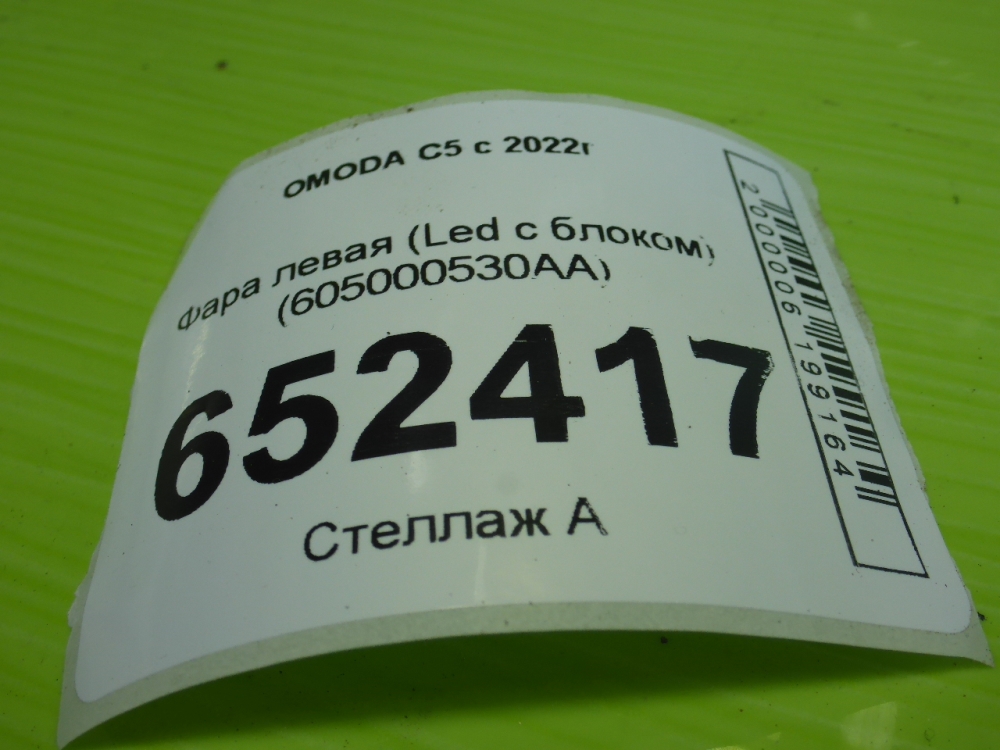 OMODA C5 с 2022г
Фара левая (Led с блоком)
(605000530AA)
652417
Стеллаж А
2000006199164